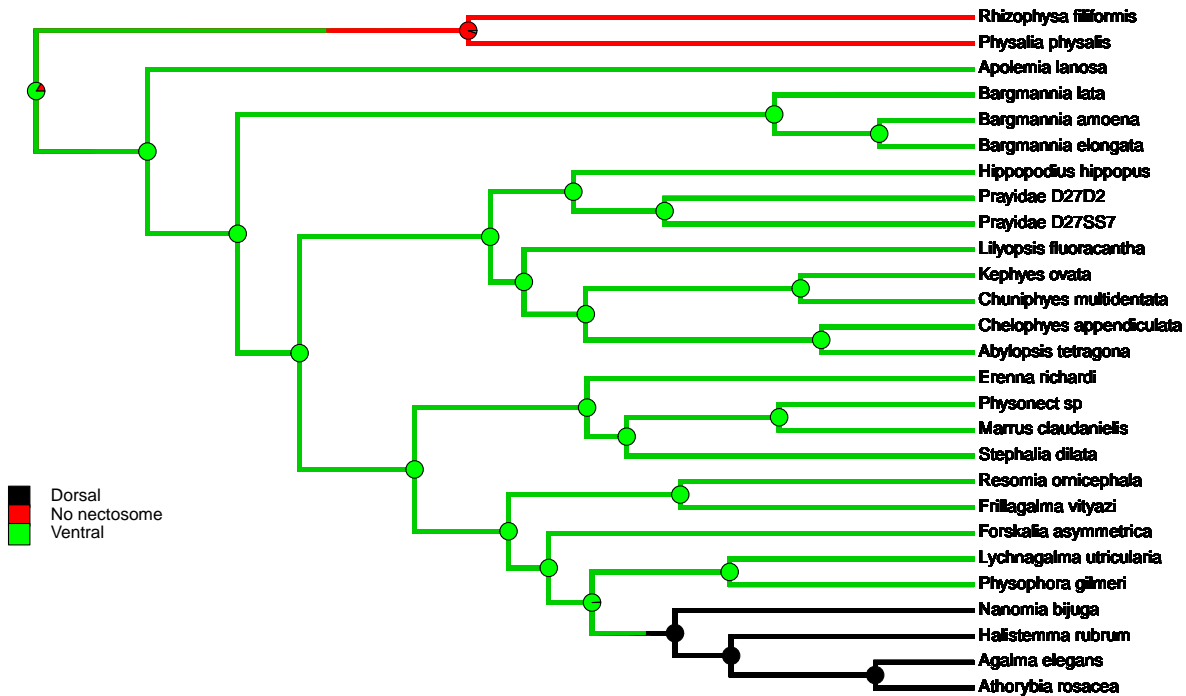 Rhizophysa filiformis
Physalia physalis
Apolemia lanosa
Bargmannia lata
Bargmannia amoena
Bargmannia elongata
Hippopodius hippopus
Prayidae D27D2
Prayidae D27SS7
Lilyopsis fluoracantha
Kephyes ovata
Chuniphyes multidentata
Chelophyes appendiculata
Abylopsis tetragona
Erenna richardi
Physonect sp
Marrus claudanielis
Stephalia dilata
Resomia ornicephala
Frillagalma vityazi
Forskalia asymmetrica
Lychnagalma utricularia
Physophora gilmeri
Nanomia bijuga
Halistemma rubrum
Agalma elegans
Athorybia rosacea
Dorsal
No nectosome
Ventral